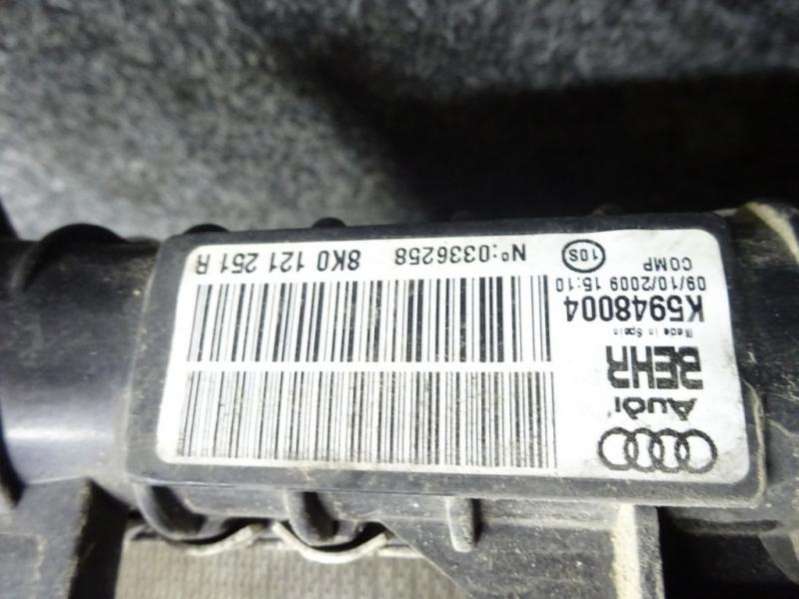 Audi
BEHR
Made in Spain
K5948004
09/10/2009 15:10
COMP
10S
N°:0336258
8K0 121 251 R